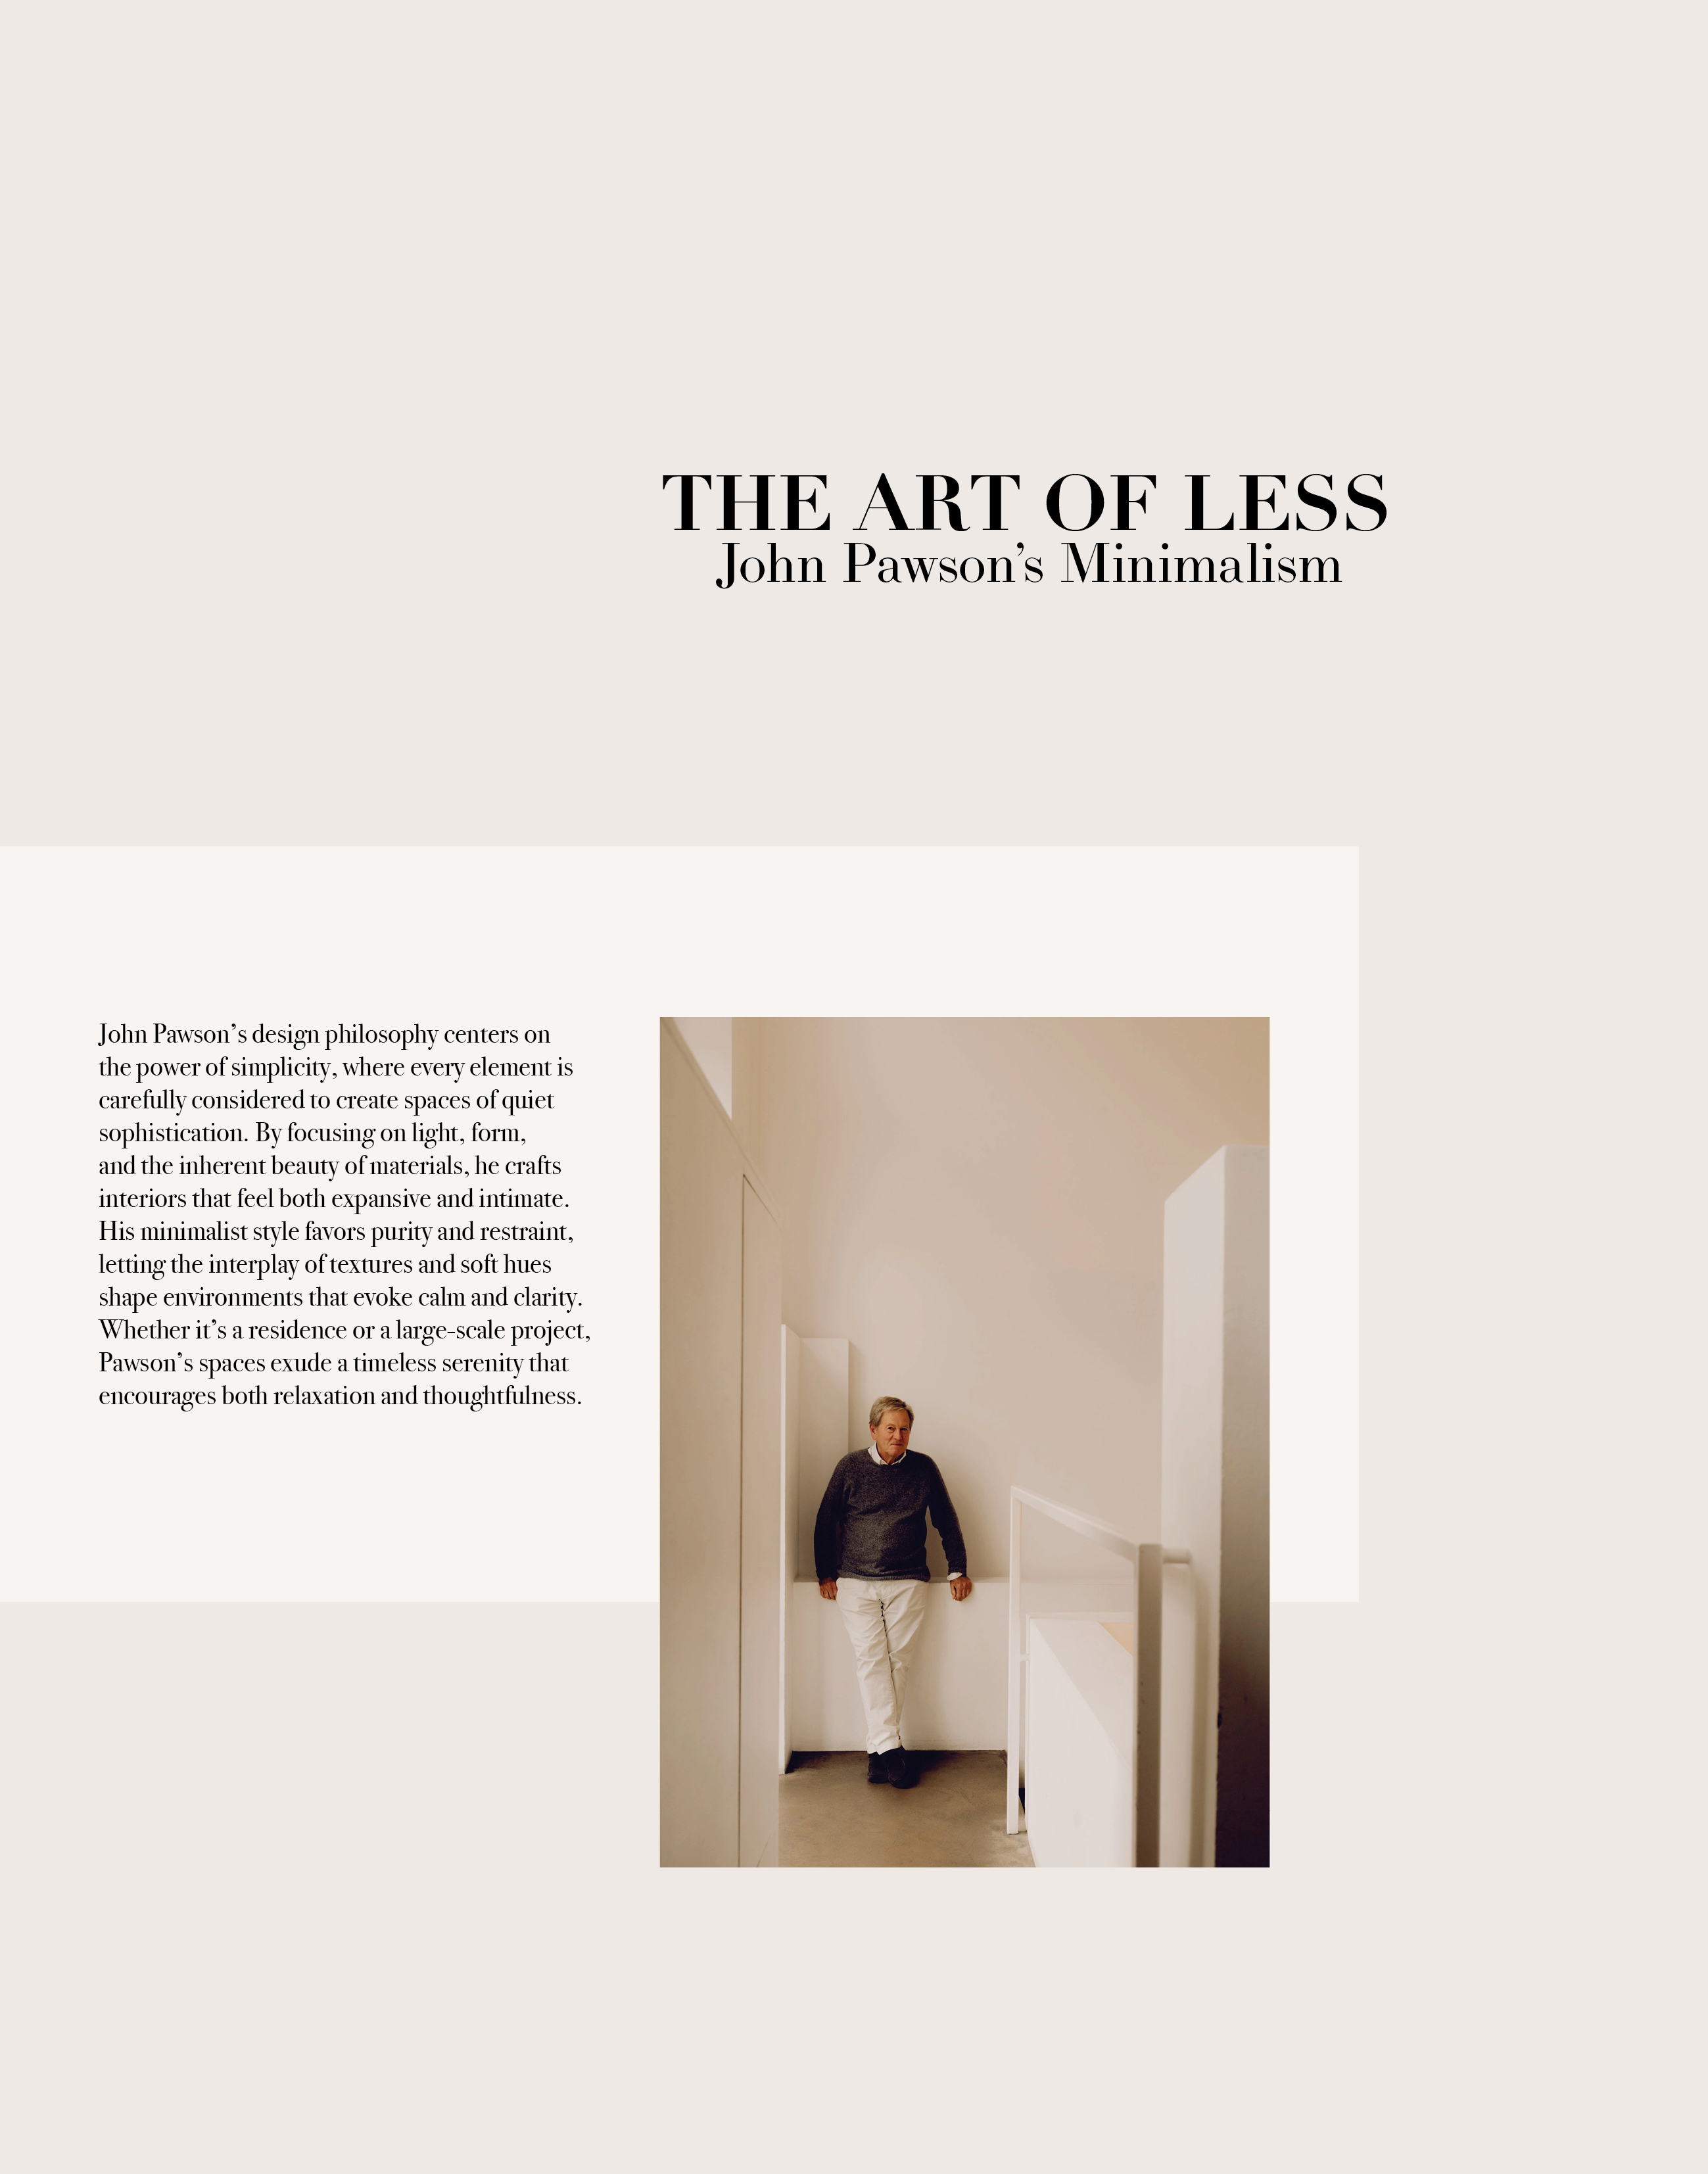 THE ART OF LESS
John Pawson’s Minimalism
John Pawson’s design philosophy centers on
the power of simplicity, where every element is
carefully considered to create spaces of quiet
sophistication. By focusing on light, form,
and the inherent beauty of materials, he crafts
interiors that feel both expansive and intimate.
His minimalist style favors purity and restraint,
letting the interplay of textures and soft hues
shape environments that evoke calm and clarity.
Whether it’s a residence or a large-scale project,
Pawson’s spaces exude a timeless serenity that
encourages both relaxation and thoughtfulness.